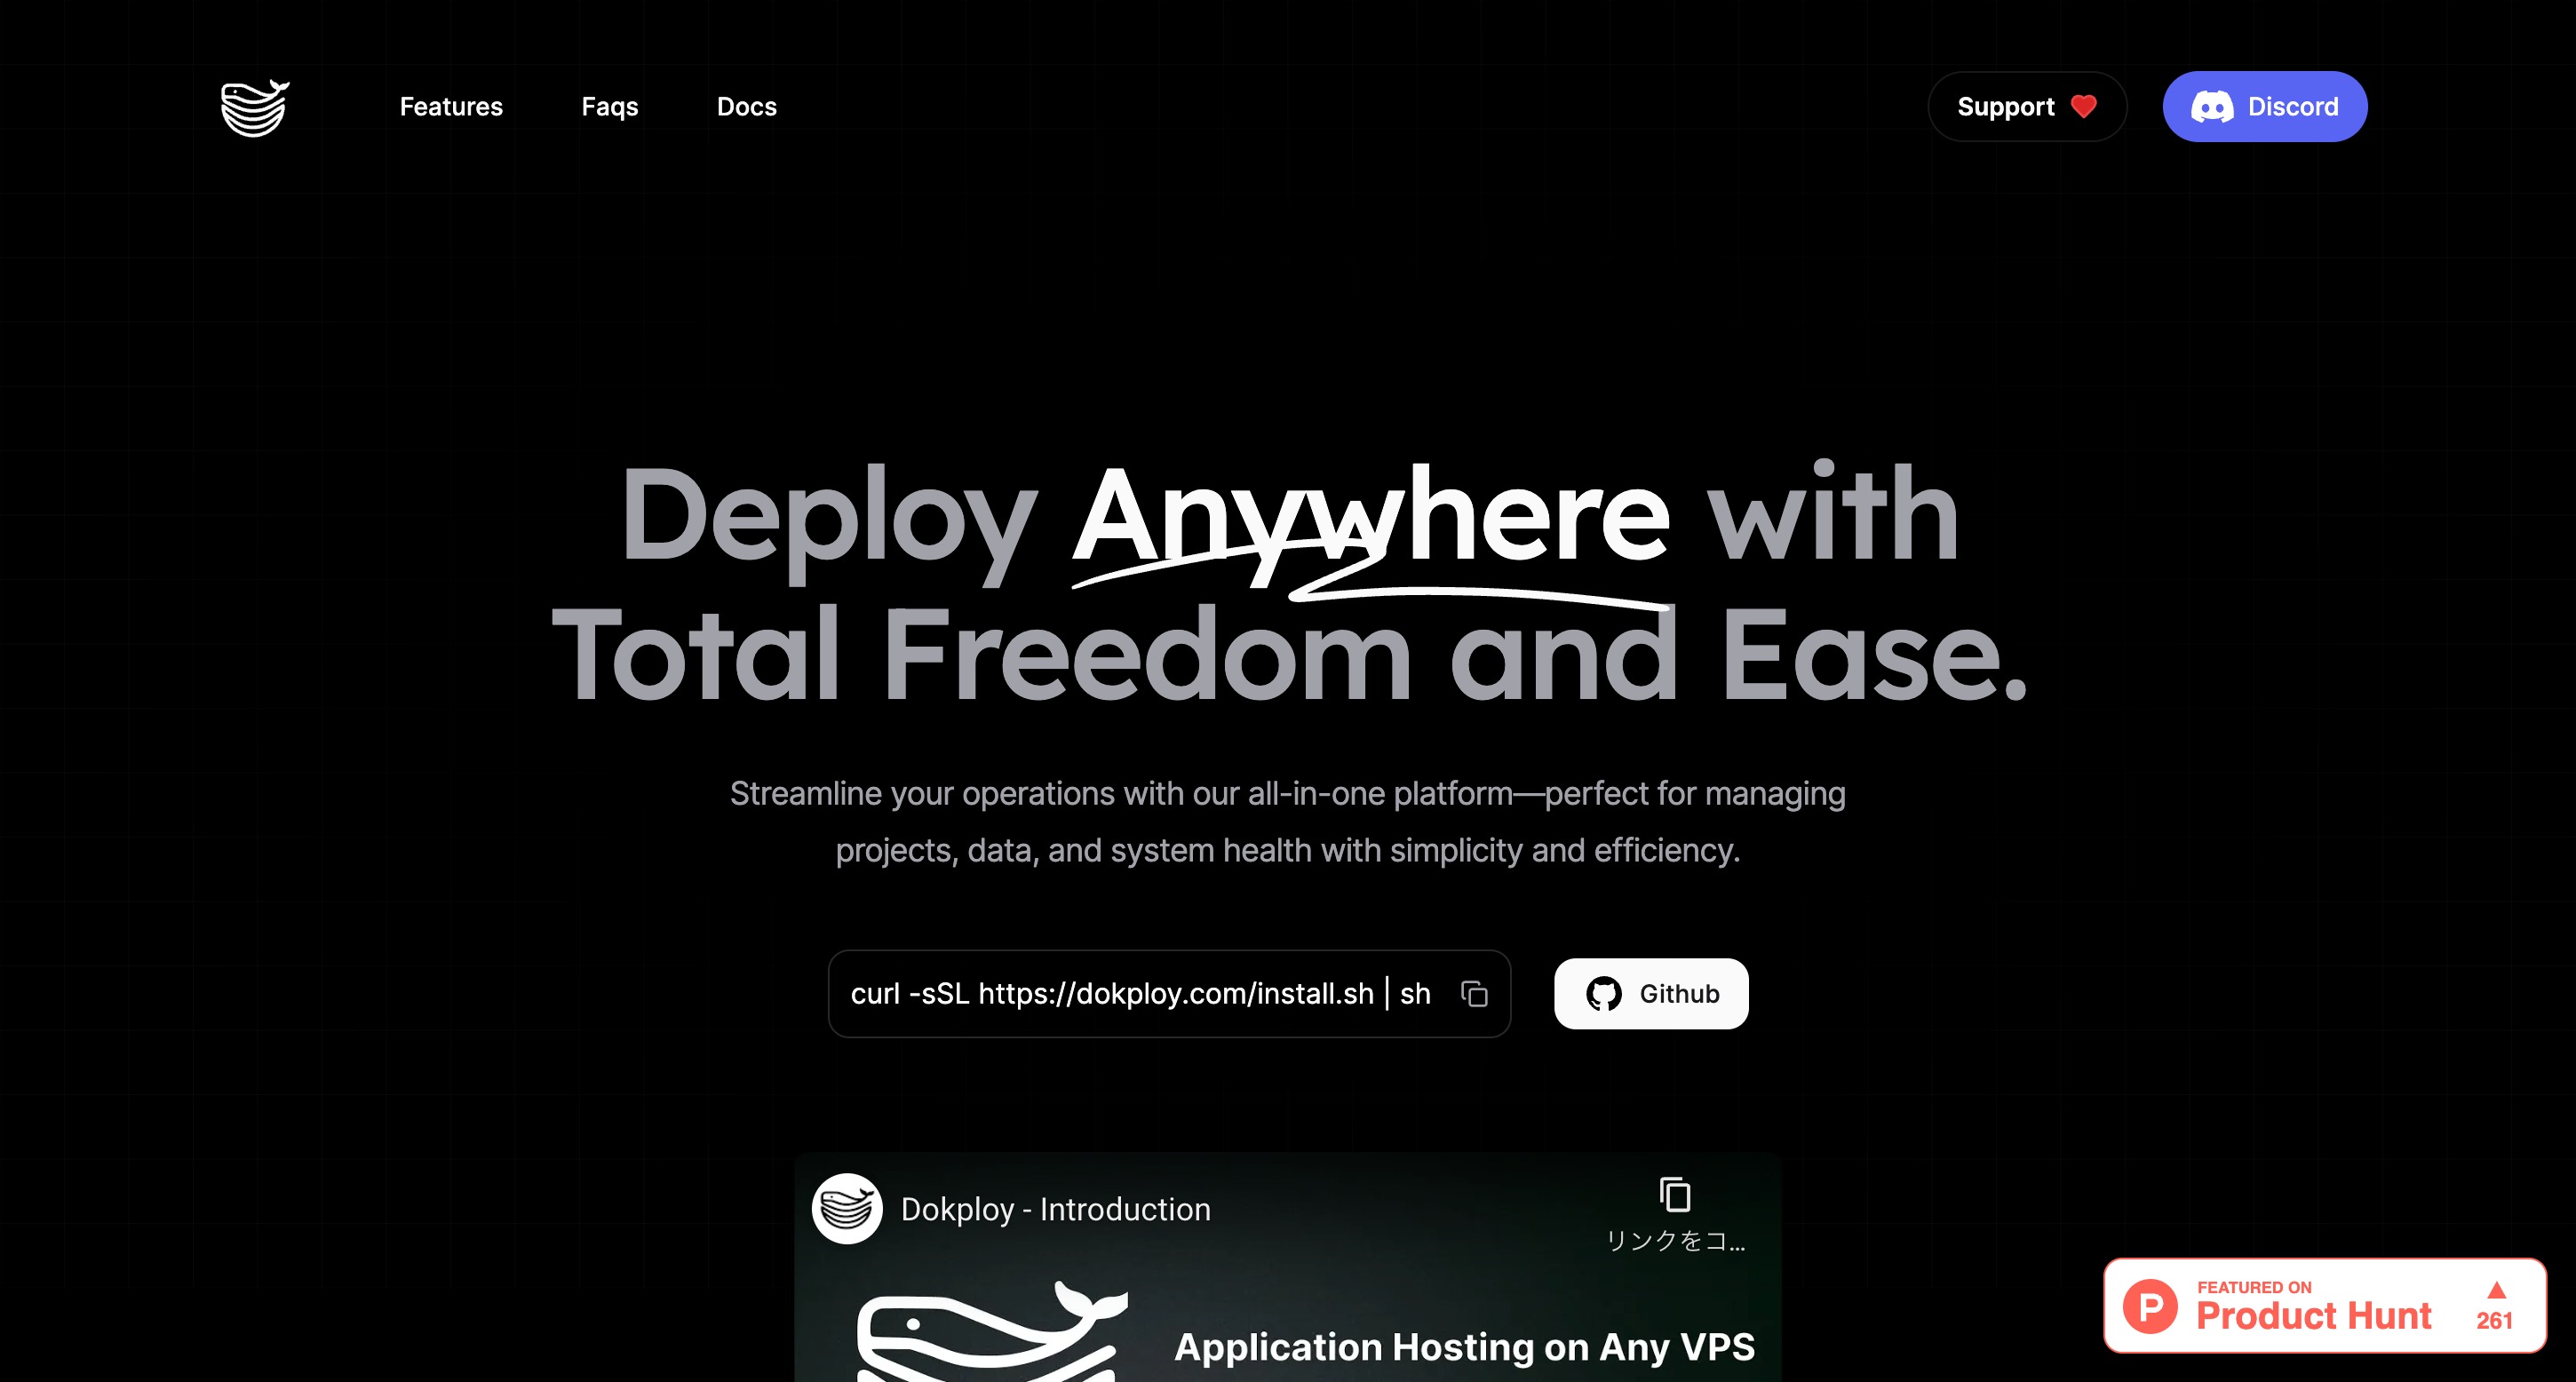 Features Faqs Docs Support Discord
Deploy Anywhere with
Total Freedom and Ease.
Streamline your operations with our all-in-one platform—perfect for managing
projects, data, and system health with simplicity and efficiency.
curl -sSL https://dokploy.com/install.sh | sh
Github
Dokploy - Introduction
リンクをコ...
Application Hosting on Any VPS
FEATURED ON
Product Hunt
261